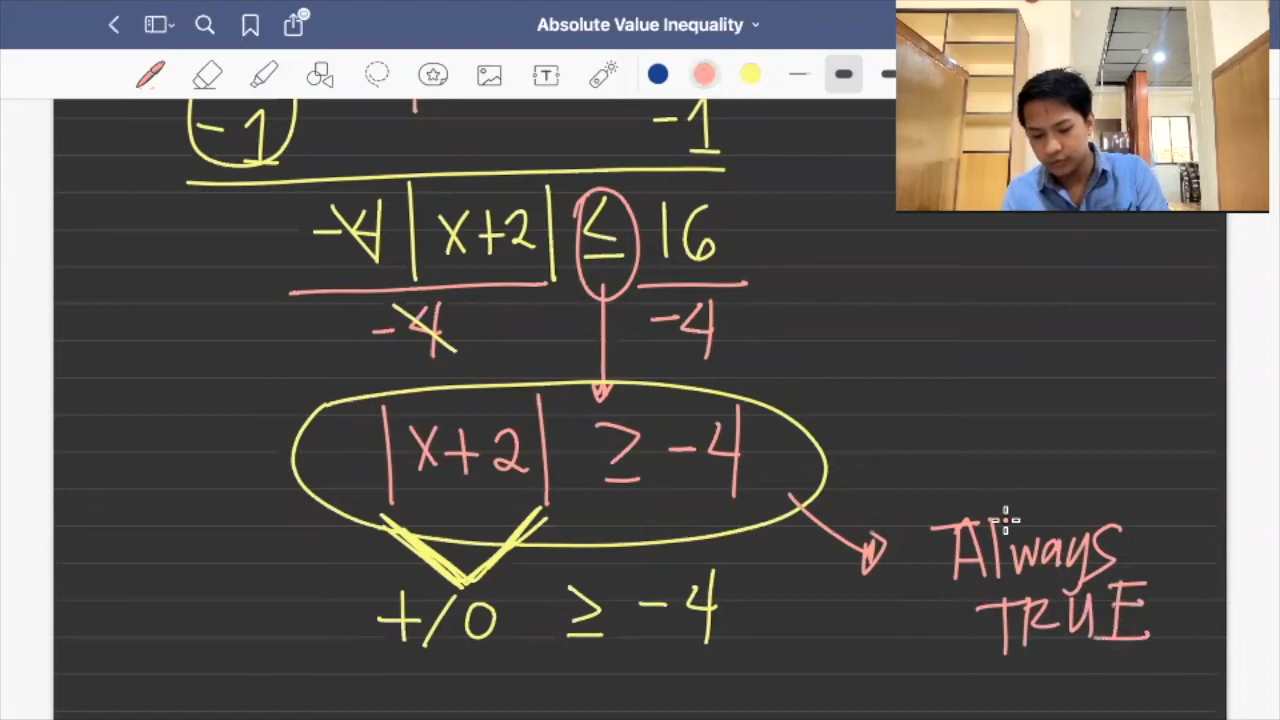 Absolute Value Inequality
-1 -1
-4|x+2| ≤ 16
-4 -4
|x+2| ≥ -4
+/0 ≥ -4
Always
TRUE